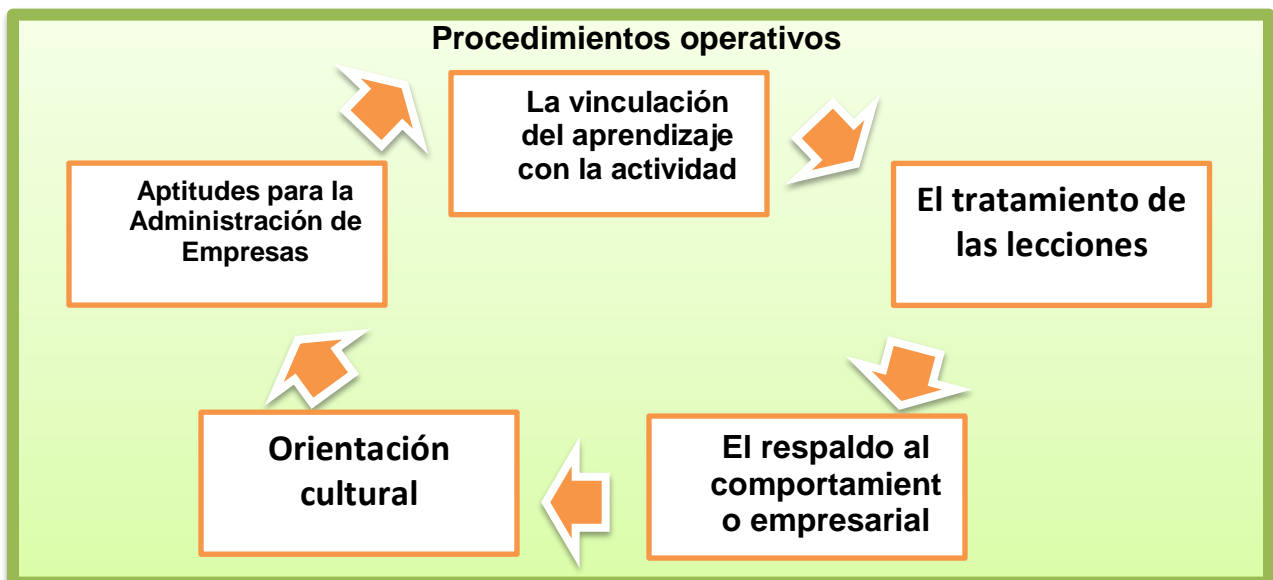 Procedimientos operativos
La vinculación
del aprendizaje
con la actividad
El tratamiento de
las lecciones
El respaldo al
comportamient
o empresarial
Orientación
cultural
Aptitudes para la
Administración de
Empresas